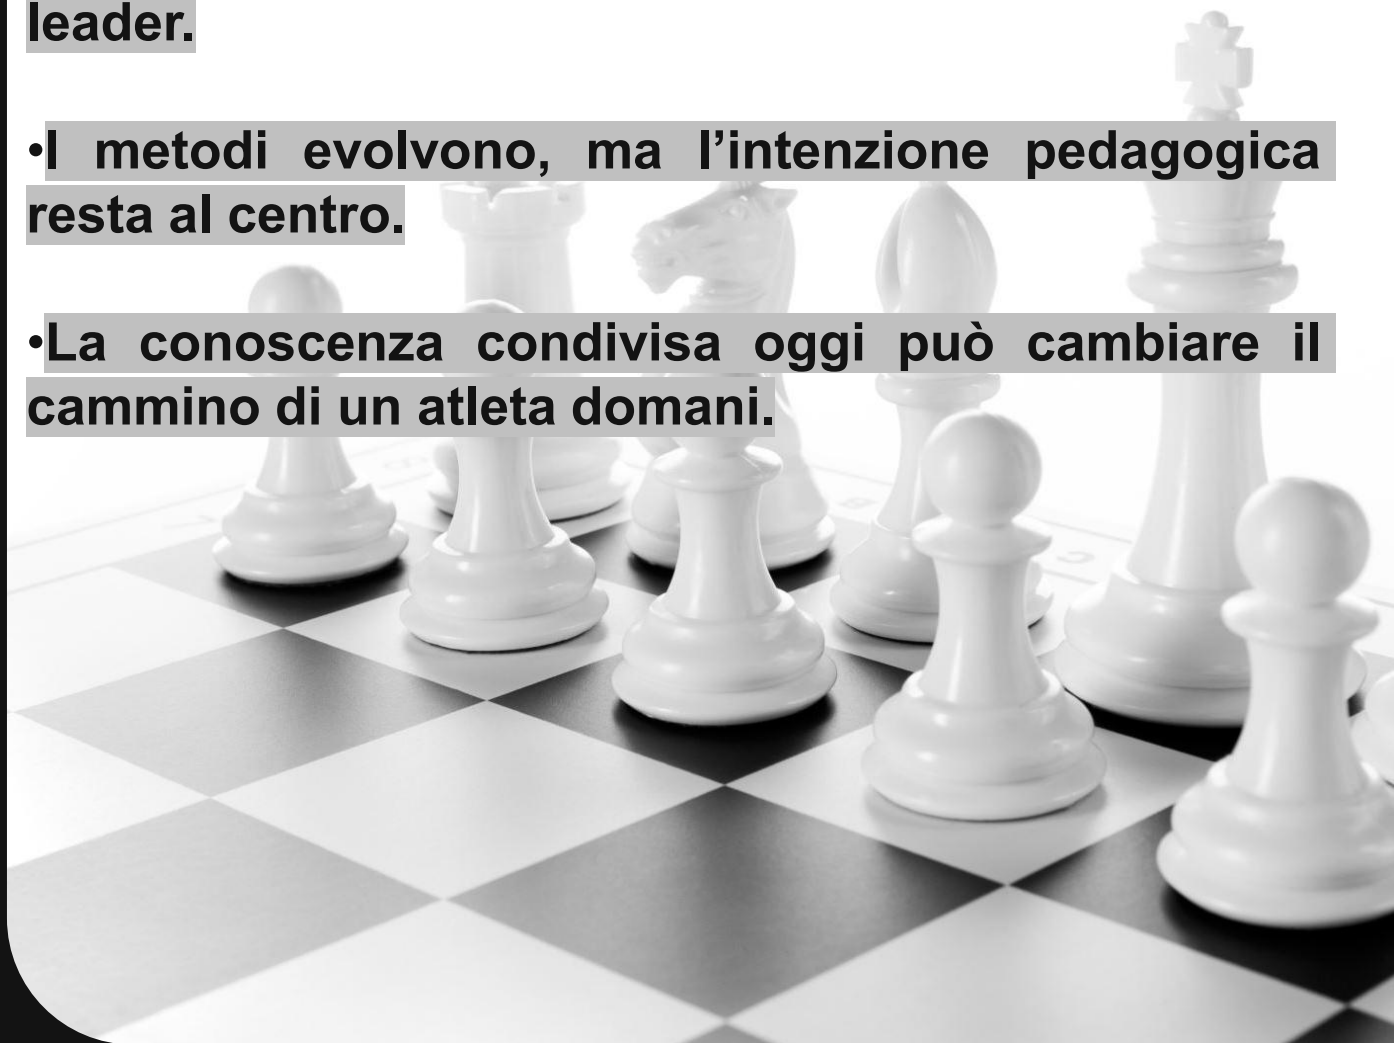 leader.
•I metodi evolvono, ma l’intenzione pedagogica
resta al centro.
•La conoscenza condivisa oggi può cambiare il
cammino di un atleta domani.